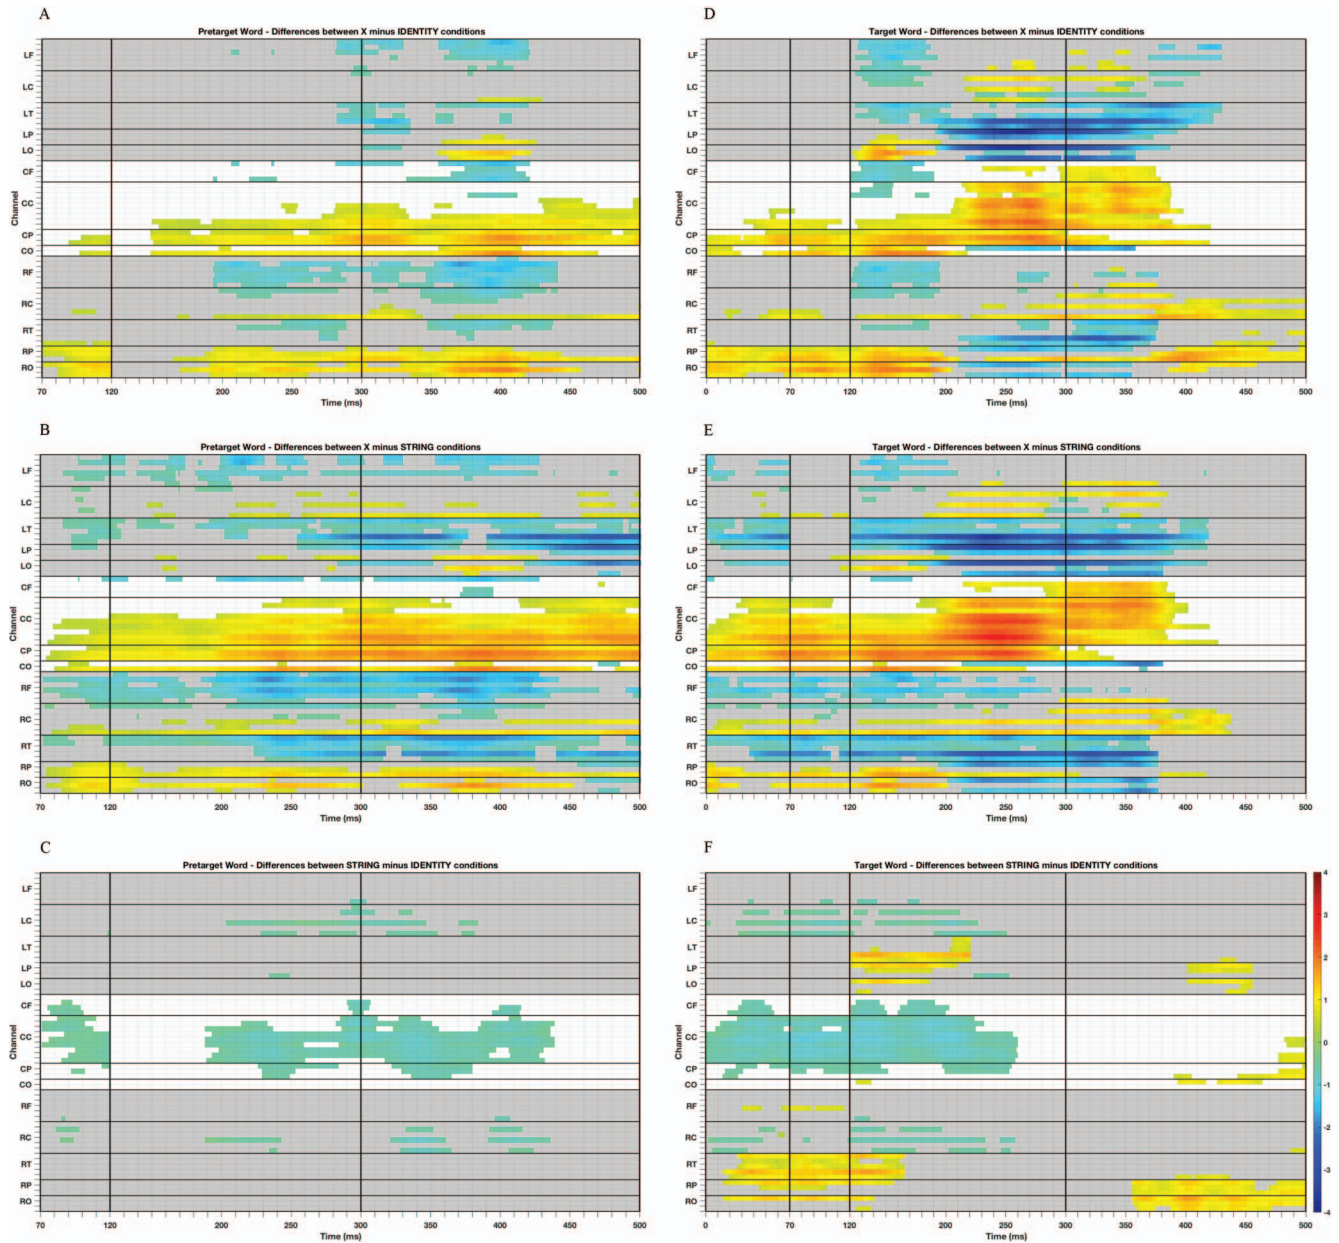 A
Pretarget Word - Differences between X minus IDENTITY conditions
LF
LC
LT
LP
LO
CF
CC
CP
CO
RF
RC
RT
RP
RO
Channel
70 120 200 250 300 350 400 450 500
Time (ms)
B
Pretarget Word - Differences between X minus STRING conditions
LF
LC
LT
LP
LO
CF
CC
CP
CO
RF
RC
RT
RP
RO
Channel
70 120 200 250 300 350 400 450 500
Time (ms)
C
Pretarget Word - Differences between STRING minus IDENTITY conditions
LF
LC
LT
LP
LO
CF
CC
CP
CO
RF
RC
RT
RP
RO
Channel
70 120 200 250 300 350 400 450 500
Time (ms)
D
Target Word - Differences between X minus IDENTITY conditions
LF
LC
LT
LP
LO
CF
CC
CP
CO
RF
RC
RT
RP
RO
Channel
0 70 120 200 250 300 350 400 500
Time (ms)
E
Target Word - Differences between X minus STRING conditions
LF
LC
LT
LP
LO
CF
CC
CP
CO
RF
RC
RT
RP
RO
Channel
0 70 120 200 250 300 350 400 500
Time (ms)
F
Target Word - Differences between STRING minus IDENTITY conditions
LF
LC
LT
LP
LO
CF
CC
CP
CO
RF
RC
RT
RP
RO
Channel
0 70 120 200 250 300 350 400 500
Time (ms)
4
3
2
1
0
-1
-2
-3
-4